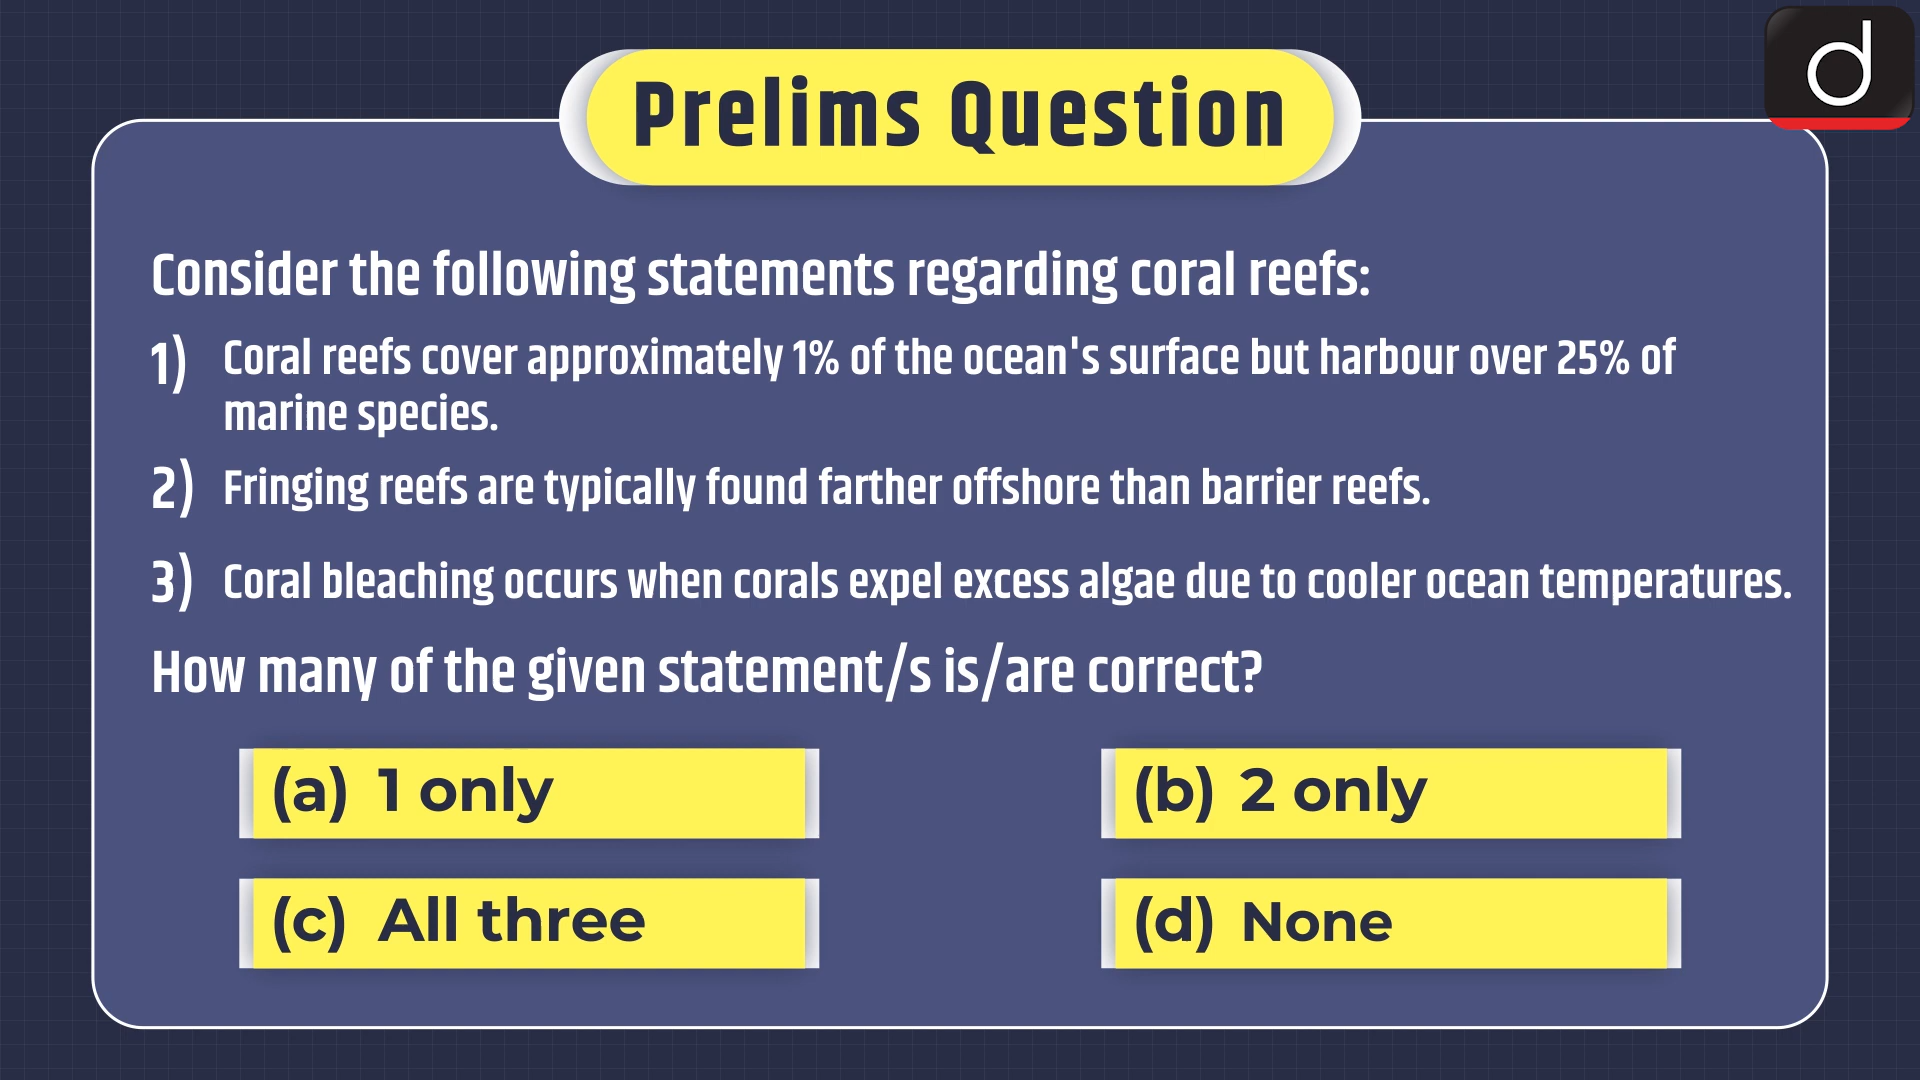 Prelims Question
d
Consider the following statements regarding coral reefs:
1) Coral reefs cover approximately 1% of the ocean's surface but harbour over 25% of
marine species.
2) Fringing reefs are typically found farther offshore than barrier reefs.
3) Coral bleaching occurs when corals expel excess algae due to cooler ocean temperatures.
How many of the given statement/s is/are correct?
(a) 1 only
(b) 2 only
(c) All three
(d) None